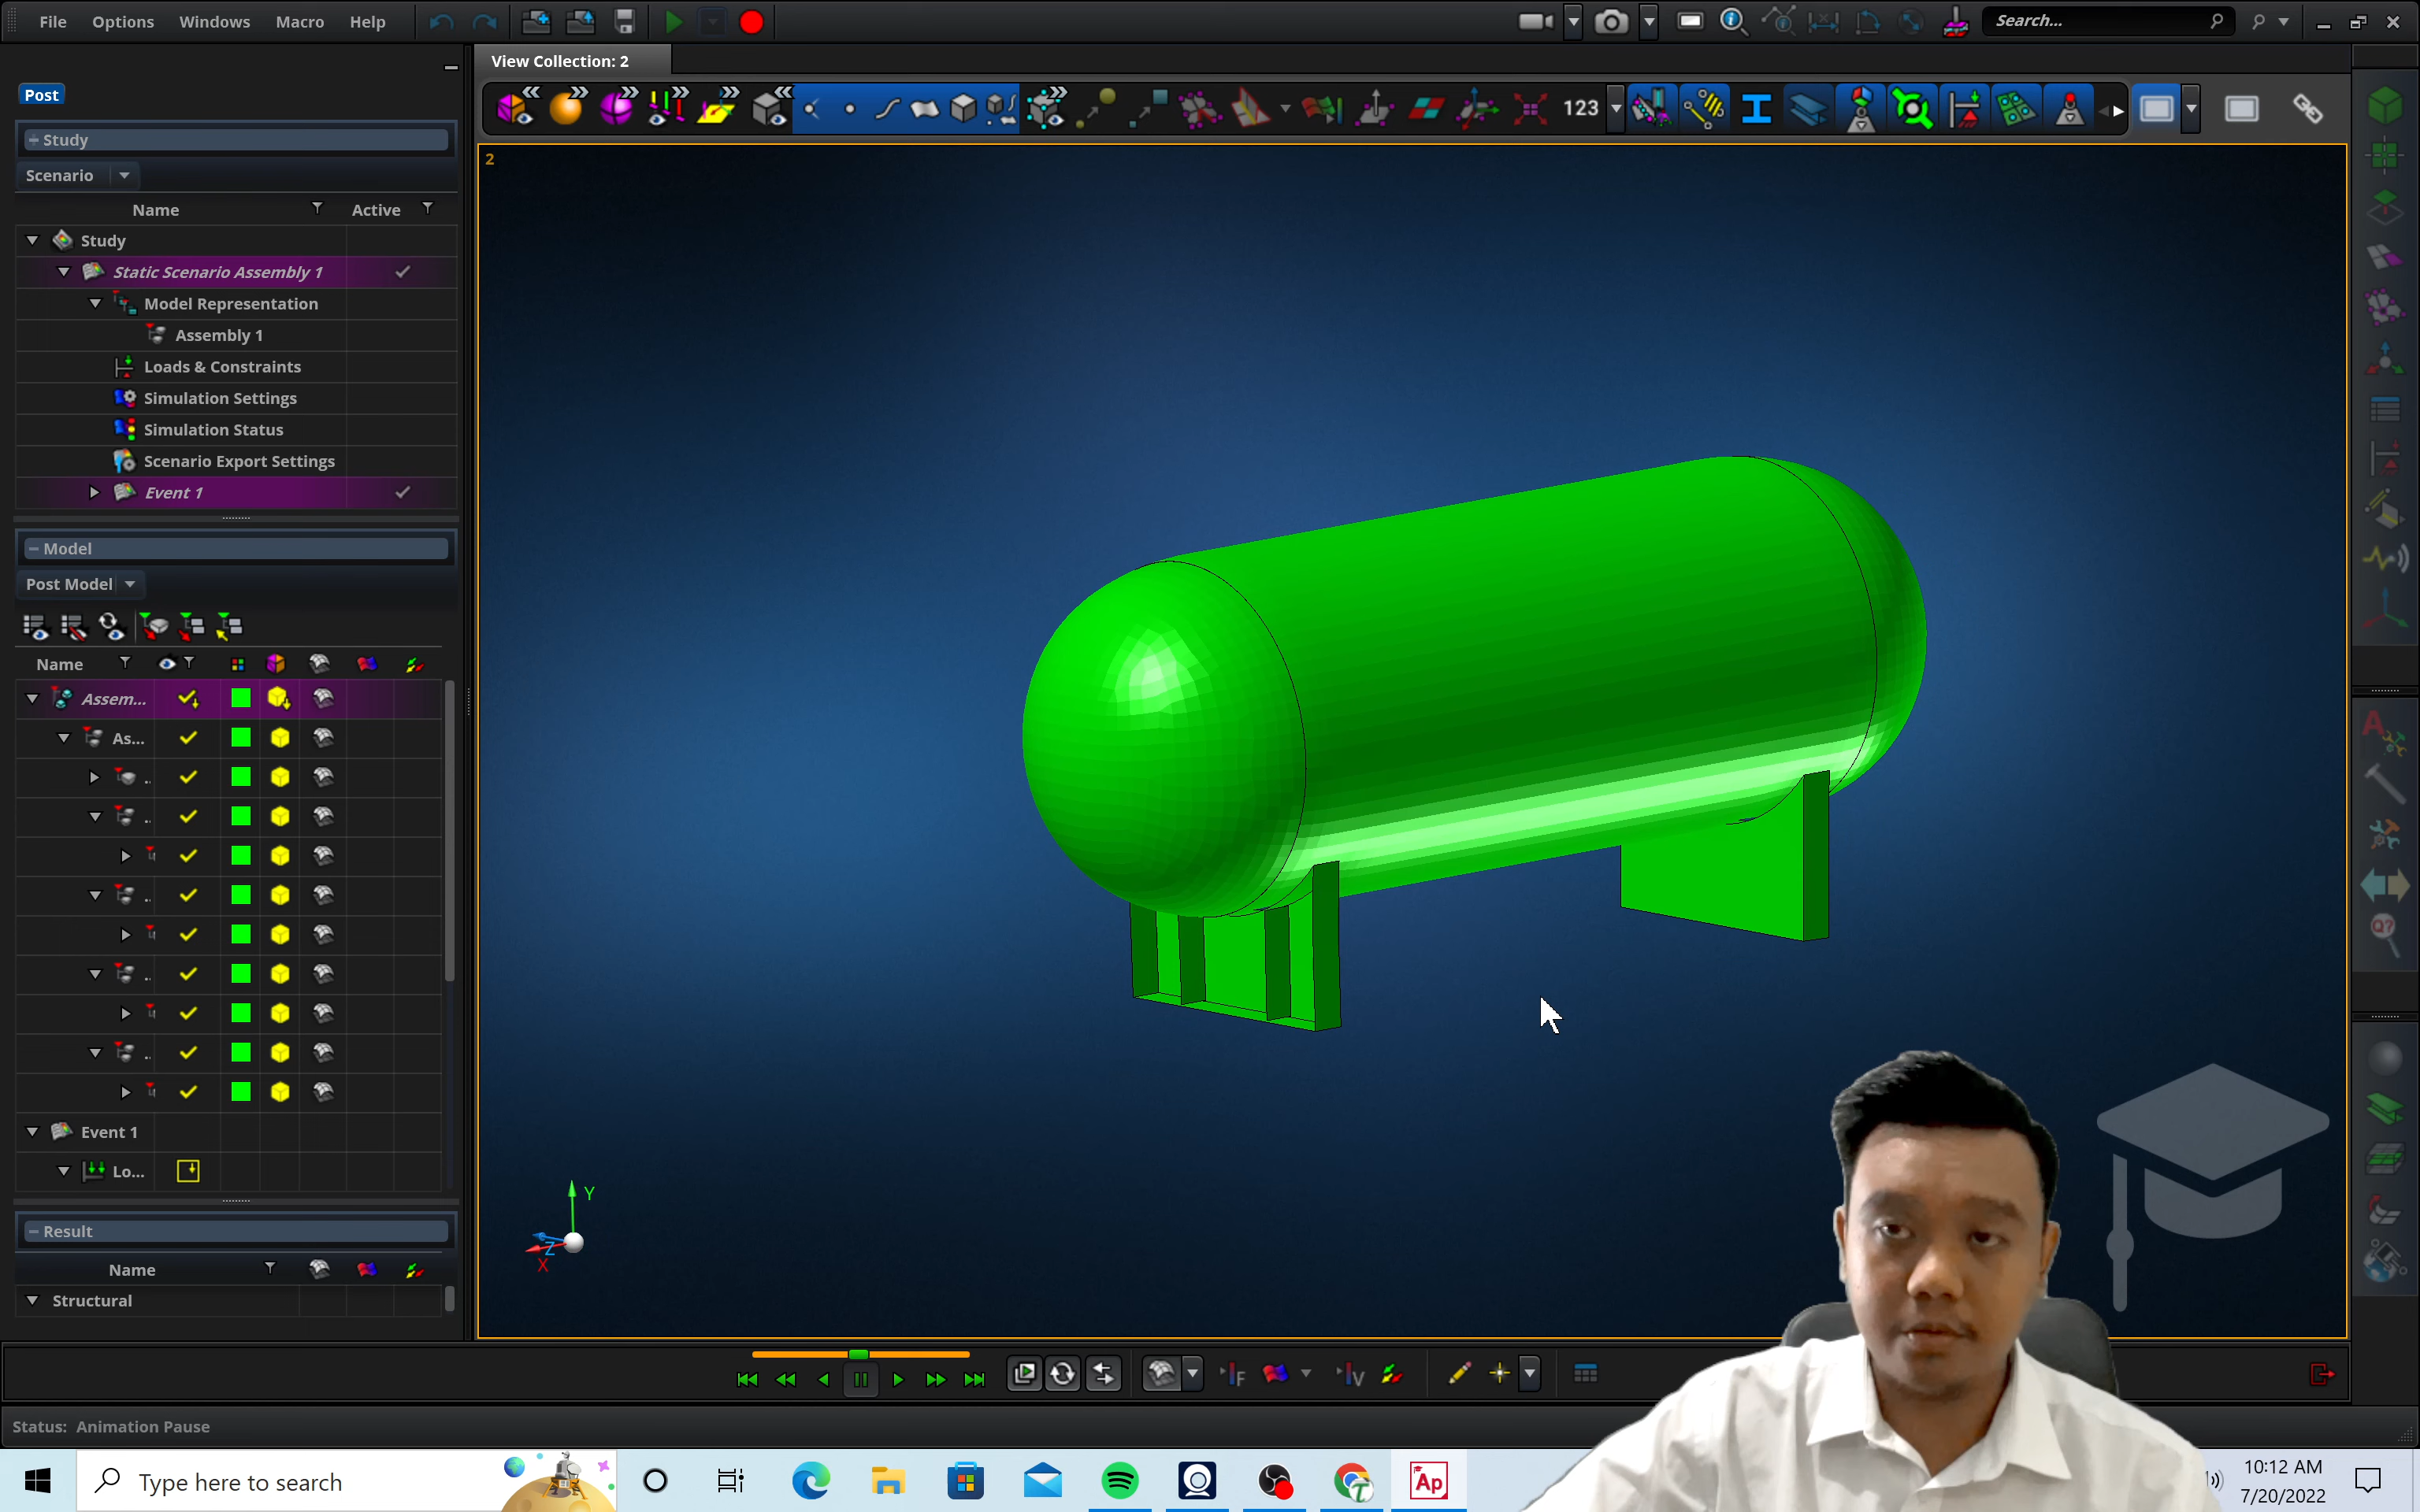 File Options Windows Macro Help
Search...
View Collection: 2
123
Post
Study
Scenario
Name Active
Study
Static Scenario Assembly 1
Model Representation
Assembly 1
Loads & Constraints
Simulation Settings
Simulation Status
Scenario Export Settings
Event 1
Model
Post Model
Name
Assem...
As...
Event 1
Lo...
Result
Name
Structural
2
Y
Z
X
F
V
A
Q?
Status: Animation Pause
Type here to search
Ap
10:12 AM
7/20/2022